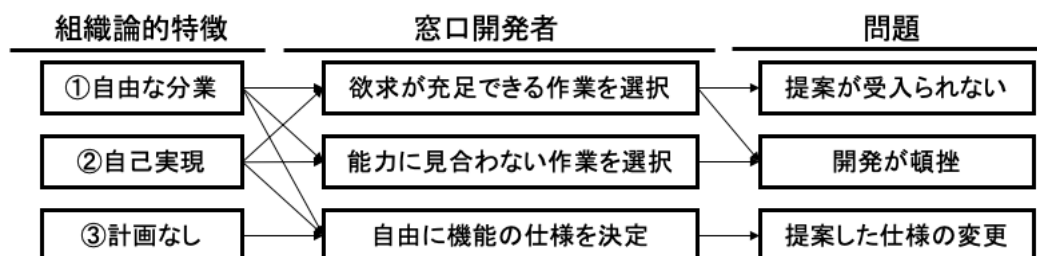 組織論的特徴 窓口開発者 問題
①自由な分業 欲求が充足できる作業を選択 提案が受入られない
②自己実現 能力に見合わない作業を選択 開発が頓挫
③計画なし 自由に機能の仕様を決定 提案した仕様の変更